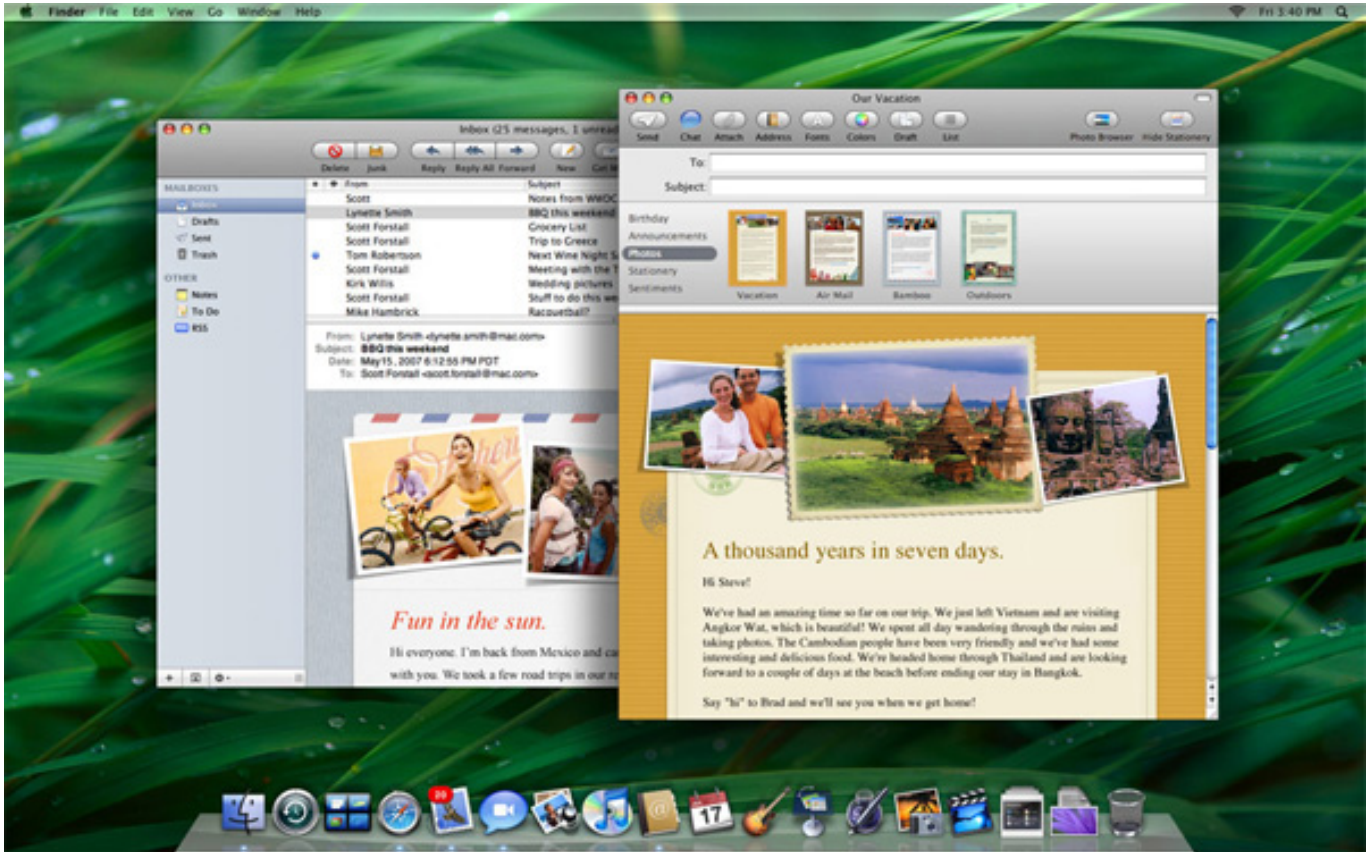 Finder File Edit View Go Window Help
Fri 3:40 PM
Inbox (25 messages, 1 unread
Delete Junk Reply Reply All Forward New Get M
MAILBOXES
Inbox
Drafts
Sent
Trash
OTHER
Notes
To Do
RSS
From Subject
Scott Notes from WWDC
Lynette Smith BBQ this weekend
Scott Forstall Grocery List
Scott Forstall Trip to Greece
Tom Robertson Next Wine Night S
Scott Forstall Meeting with the T
Kirk Willis Wedding pictures
Scott Forstall Stuff to do this we
Mike Hambrick Racquetball?
From: Lynette Smith <lynette.smith@mac.com>
Subject: BBQ this weekend
Date: May 15, 2007 6:12:55 PM PDT
To: Scott Forstall <scott.forstall@mac.com>
Fun in the sun.
Hi everyone. I'm back from Mexico and ca
with you. We took a few road trips in our re
Our Vacation
Send Chat Attach Address Fonts Colors Draft List Photo Browser Hide Stationery
To:
Subject:
Birthday
Announcements
Photos
Stationery
Sentiments
Vacation Air Mail Bamboo Outdoors
A thousand years in seven days.
Hi Steve!
We've had an amazing time so far on our trip. We just left Vietnam and are visiting
Angkor Wat, which is beautiful! We spent all day wandering through the ruins and
taking photos. The Cambodian people have been very friendly and we've had some
interesting and delicious food. We're headed home through Thailand and are looking
forward to a couple of days at the beach before ending our stay in Bangkok.
Say "hi" to Brad and we'll see you when we get home!
20
17